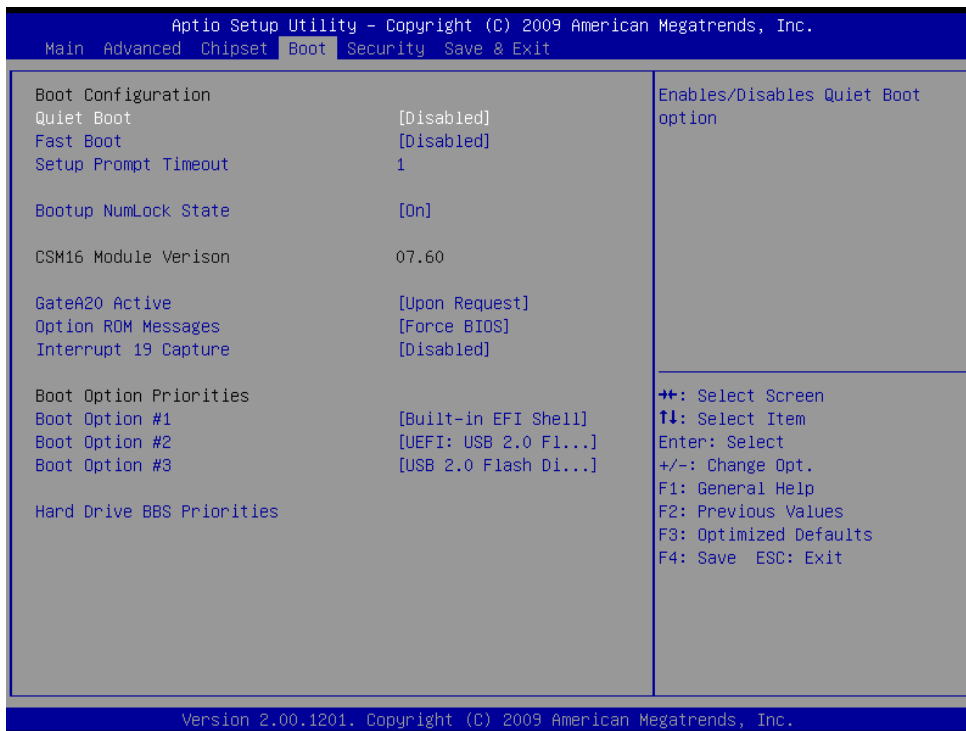 Aptio Setup Utility – Copyright (C) 2009 American Megatrends, Inc.
Main Advanced Chipset Boot Security Save & Exit
Boot Configuration
Quiet Boot [Disabled]
Fast Boot [Disabled]
Setup Prompt Timeout 1
Bootup NumLock State [On]
CSM16 Module Verison 07.60
GateA20 Active [Upon Request]
Option ROM Messages [Force BIOS]
Interrupt 19 Capture [Disabled]
Boot Option Priorities
Boot Option #1 [Built-in EFI Shell]
Boot Option #2 [UEFI: USB 2.0 Fl...]
Boot Option #3 [USB 2.0 Flash Di...]
Hard Drive BBS Priorities
Enables/Disables Quiet Boot
option
→←: Select Screen
↑↓: Select Item
Enter: Select
+/-: Change Opt.
F1: General Help
F2: Previous Values
F3: Optimized Defaults
F4: Save ESC: Exit
Version 2.00.1201. Copyright (C) 2009 American Megatrends, Inc.